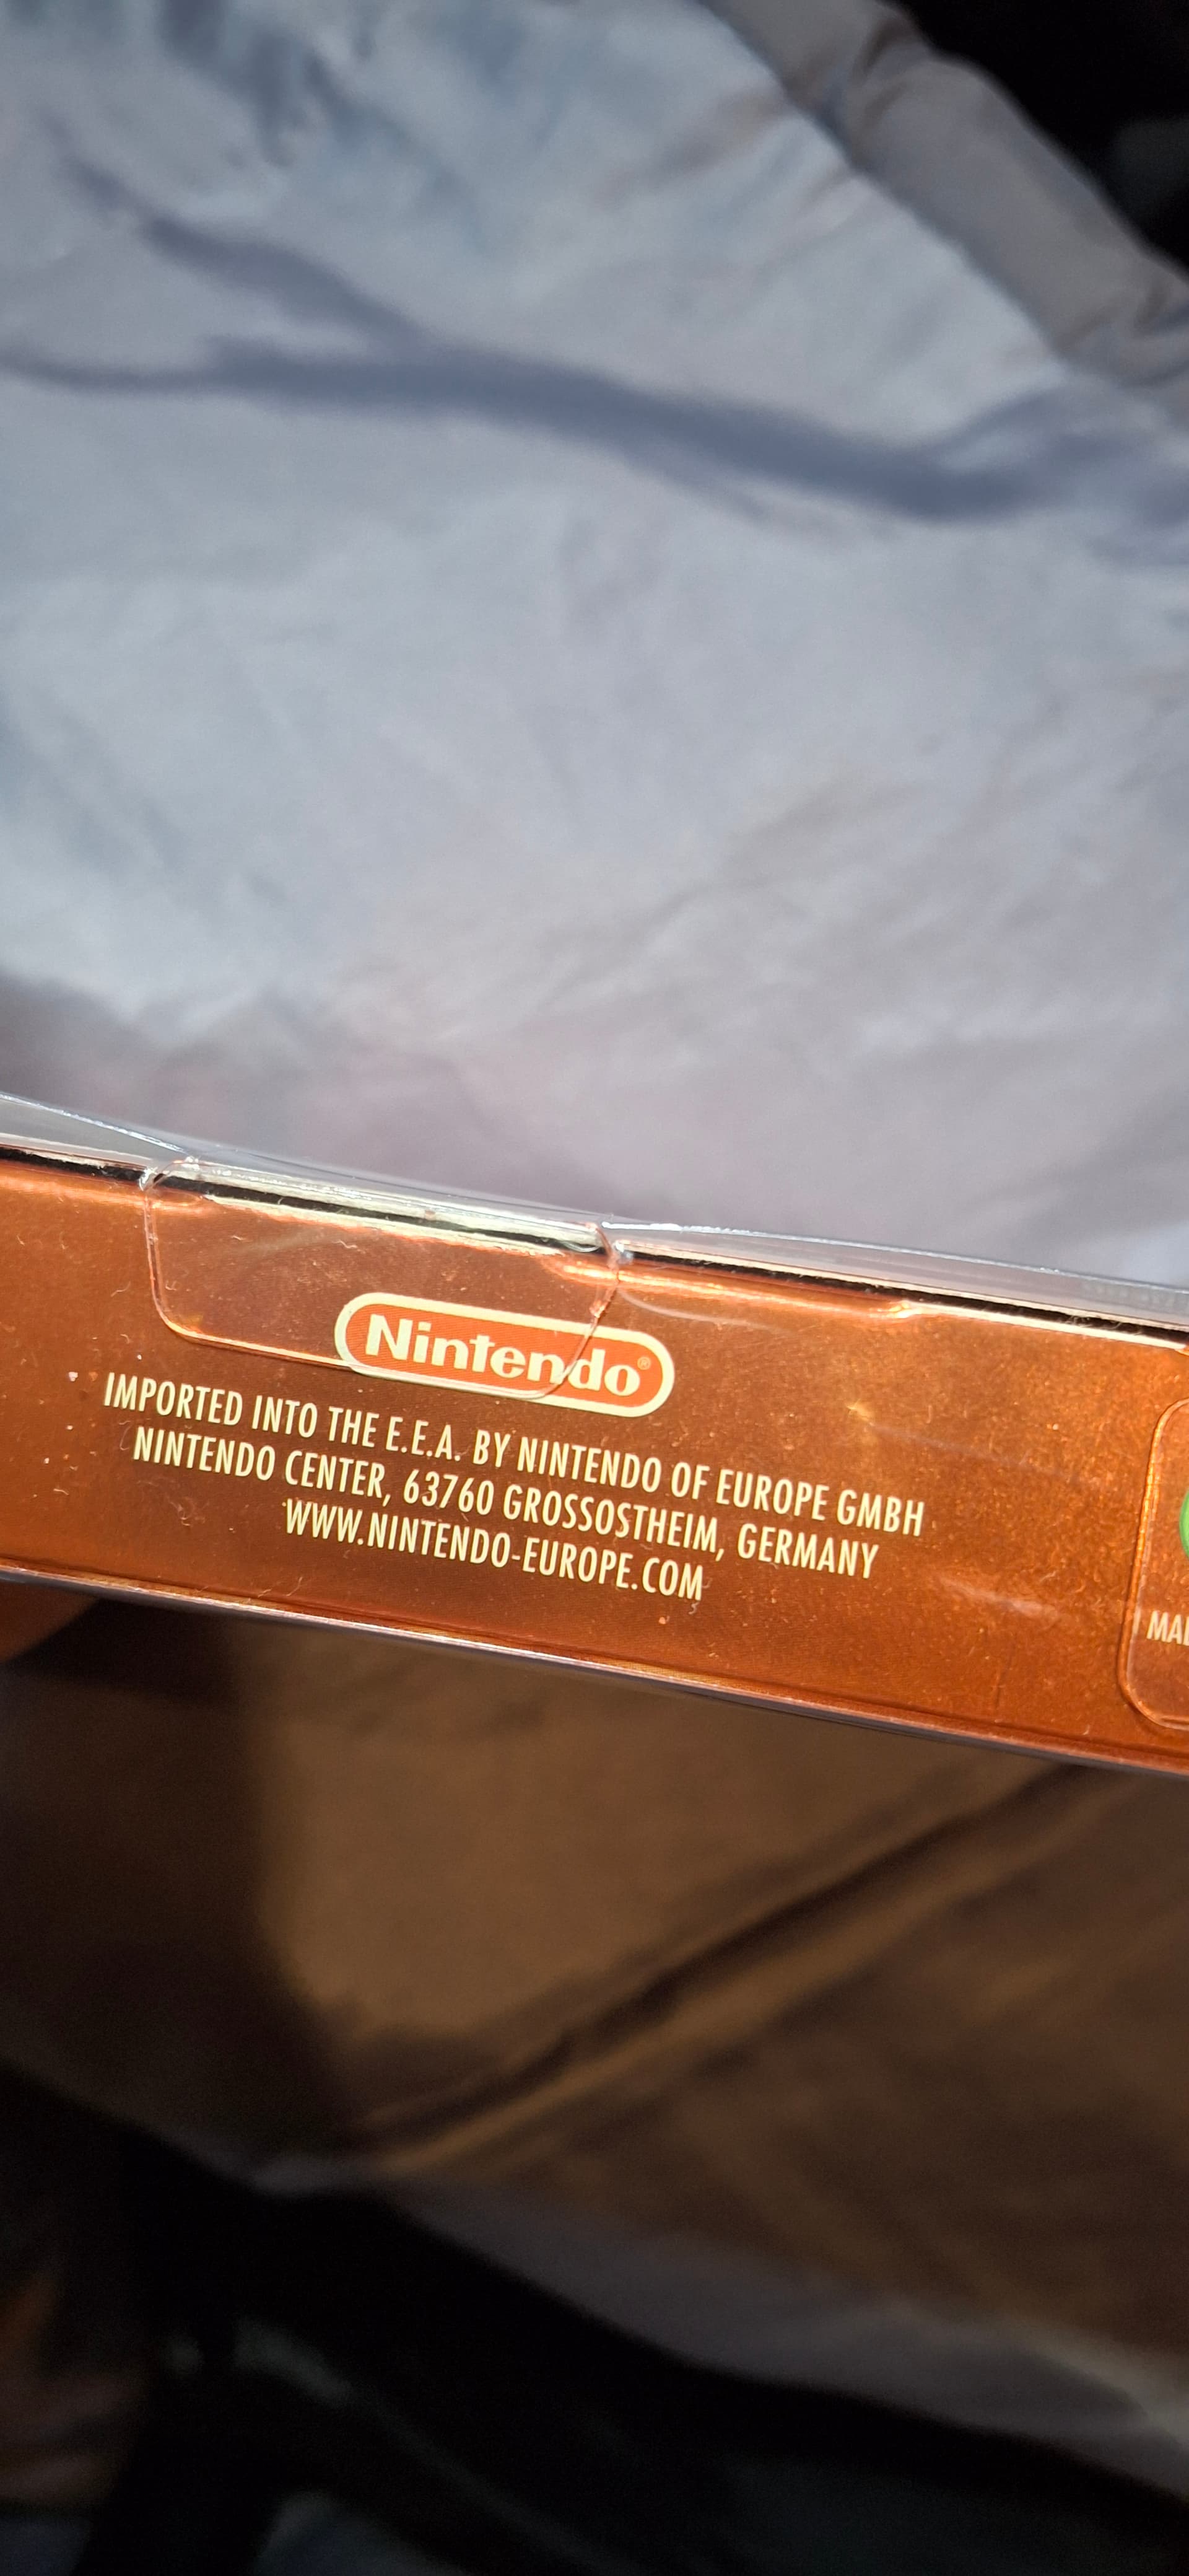 Nintendo®
IMPORTED INTO THE E.E.A. BY NINTENDO OF EUROPE GMBH
NINTENDO CENTER, 63760 GROSSOSTHEIM, GERMANY
WWW.NINTENDO-EUROPE.COM